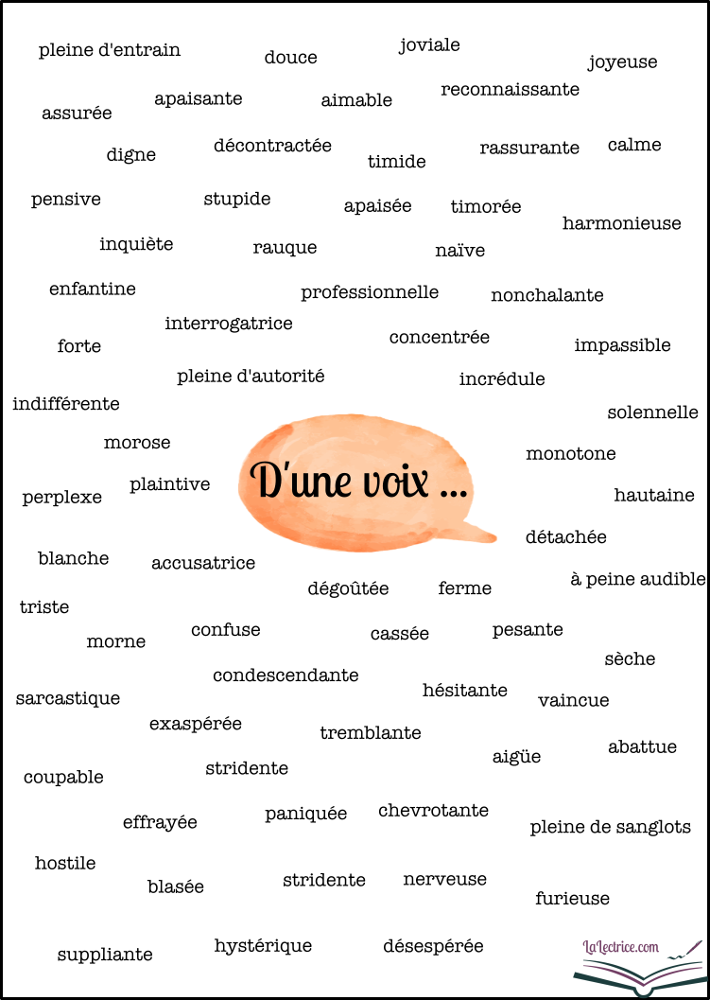 pleine d'entrain
douce
joviale
joyeuse
assurée
apaisante
aimable
reconnaissante
digne
décontractée
timide
rassurante
calme
pensive
stupide
apaisée
timorée
harmonieuse
inquiète
rauque
naïve
enfantine
professionnelle
nonchalante
interrogatrice
forte
concentrée
impassible
pleine d'autorité
incrédule
indifférente
solennelle
morose
monotone
D'une voix ...
plaintive
perplexe
hautaine
détachée
blanche
accusatrice
à peine audible
dégoûtée
ferme
triste
morne
confuse
cassée
pesante
sèche
condescendante
sarcastique
hésitante
vaincue
exaspérée
tremblante
aigüe
abattue
coupable
stridente
effrayée
paniquée
chevrotante
pleine de sanglots
hostile
blasée
stridente
nerveuse
furieuse
suppliante
hystérique
désespérée
LaLectrice.com